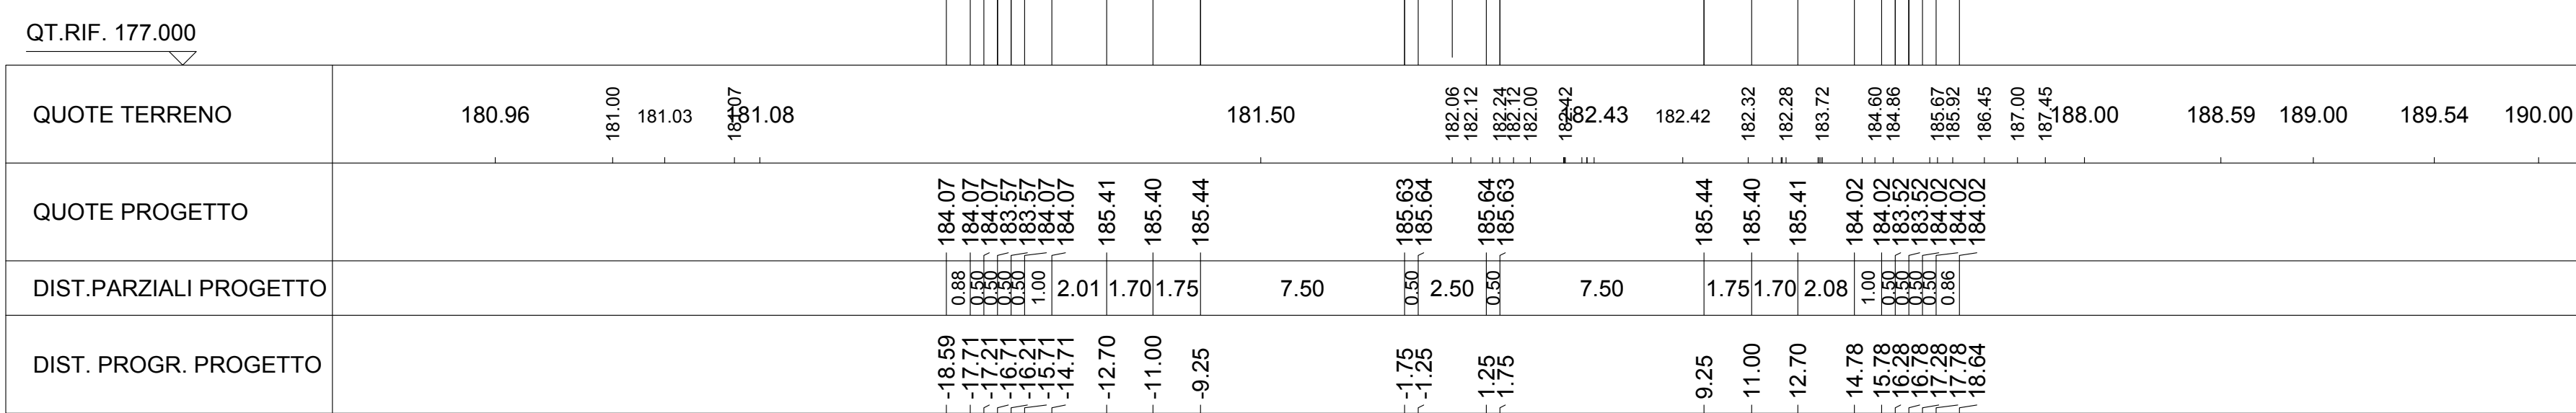 QT.RIF. 177.000
QUOTE TERRENO 180.96 181.00 181.03 181.07 181.08 181.50 182.06 182.12 182.24 182.12 182.00 182.42 182.43 182.42 182.32 182.28 183.72 184.60 184.86 185.67 185.92 186.45 187.00 187.45 188.00 188.59 189.00 189.54 190.00
QUOTE PROGETTO 184.07 184.07 184.07 183.57 183.57 184.07 184.07 185.41 185.40 185.44 185.63 185.64 185.64 185.63 185.44 185.40 185.41 184.02 184.02 183.52 183.52 184.02 184.02 184.02
DIST.PARZIALI PROGETTO 0.88 0.50 0.50 0.50 0.50 1.00 2.01 1.70 1.75 7.50 0.50 2.50 0.50 7.50 1.75 1.70 2.08 1.00 0.50 0.50 0.50 0.50 0.86
DIST. PROGR. PROGETTO -18.59 -17.71 -17.21 -16.71 -16.21 -15.71 -14.71 -12.70 -11.00 -9.25 -1.75 -1.25 1.25 1.75 9.25 11.00 12.70 14.78 15.78 16.28 16.78 17.28 17.78 18.64